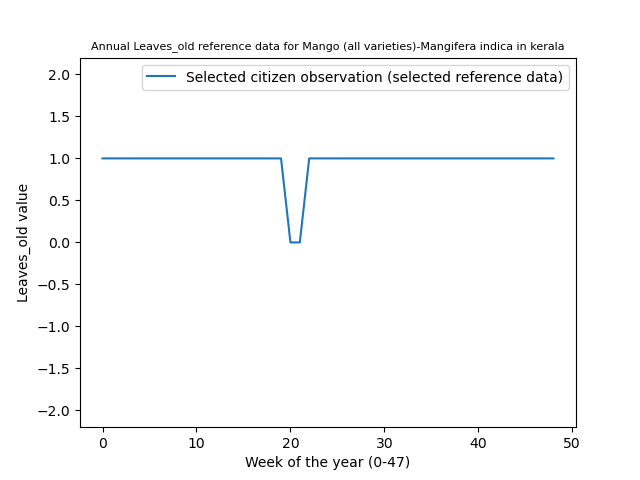 Annual Leaves_old reference data for Mango (all varieties)-Mangifera indica in kerala
Selected citizen observation (selected reference data)
2.0
1.5
1.0
0.5
0.0
−0.5
−1.0
−1.5
−2.0
Leaves_old value
0 10 20 30 40 50
Week of the year (0-47)